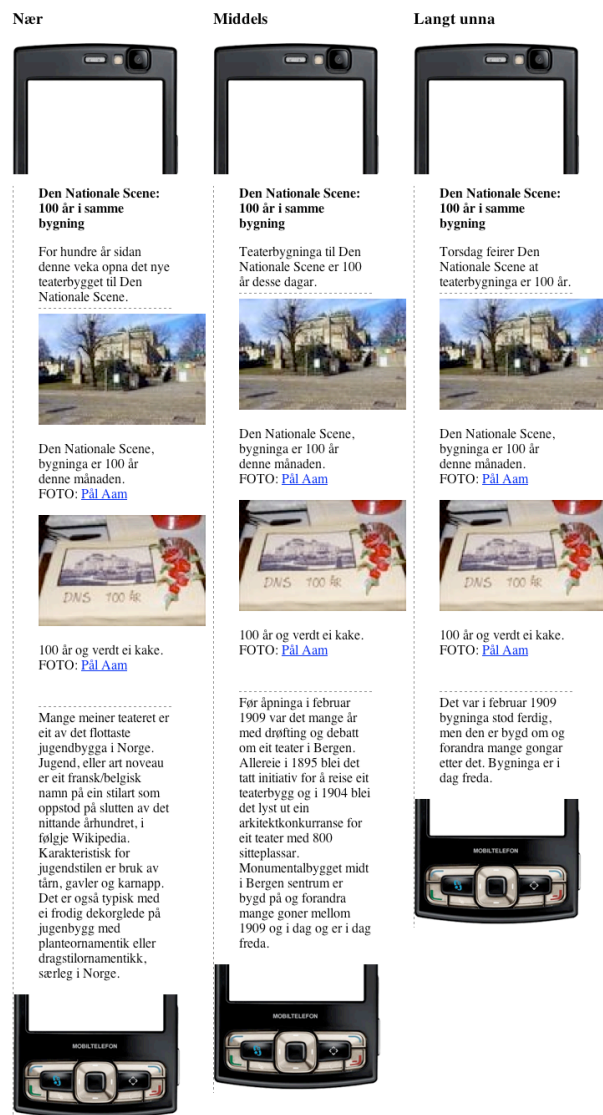 Nær
Den Nationale Scene:
100 år i samme
bygning
For hundre år sidan
denne veka opna det nye
teaterbygget til Den
Nationale Scene.
Den Nationale Scene,
bygninga er 100 år
denne månaden.
FOTO: Pål Aam
DNS 100 ÅR
100 år og verdt ei kake.
FOTO: Pål Aam
Mange meiner teateret er
eit av det flottaste
jugendbygga i Norge.
Jugend, eller art noveau
er eit fransk/belgisk
namn på ein stilart som
oppstod på slutten av det
nittande århundret, i
følgje Wikipedia.
Karakteristisk for
jugendstilen er bruk av
tårn, gavler og karnapp.
Det er også typisk med
ei frodig dekorglede på
jugenbygg med
planteornamentik eller
dragstilornamentikk,
særleg i Norge.
MOBILTELEFON
Middels
Den Nationale Scene:
100 år i samme
bygning
Teaterbygninga til Den
Nationale Scene er 100
år desse dagar.
Den Nationale Scene,
bygninga er 100 år
denne månaden.
FOTO: Pål Aam
DNS 100 ÅR
100 år og verdt ei kake.
FOTO: Pål Aam
Før åpninga i februar
1909 var det mange år
med drøfting og debatt
om eit teater i Bergen.
Allereie i 1895 blei det
tatt initiativ for å reise eit
teaterbygg og i 1904 blei
det lyst ut ein
arkitektkonkurranse for
eit teater med 800
sitteplassar.
Monumentalbygget midt
i Bergen sentrum er
bygd på og forandra
mange goner mellom
1909 og i dag og er i dag
freda.
MOBILTELEFON
Langt unna
Den Nationale Scene:
100 år i samme
bygning
Torsdag feirer Den
Nationale Scene at
teaterbygninga er 100 år.
Den Nationale Scene,
bygninga er 100 år
denne månaden.
FOTO: Pål Aam
DNS 100 ÅR
100 år og verdt ei kake.
FOTO: Pål Aam
Det var i februar 1909
bygninga stod ferdig,
men den er bygd om og
forandra mange gongar
etter det. Bygninga er i
dag freda.
MOBILTELEFON